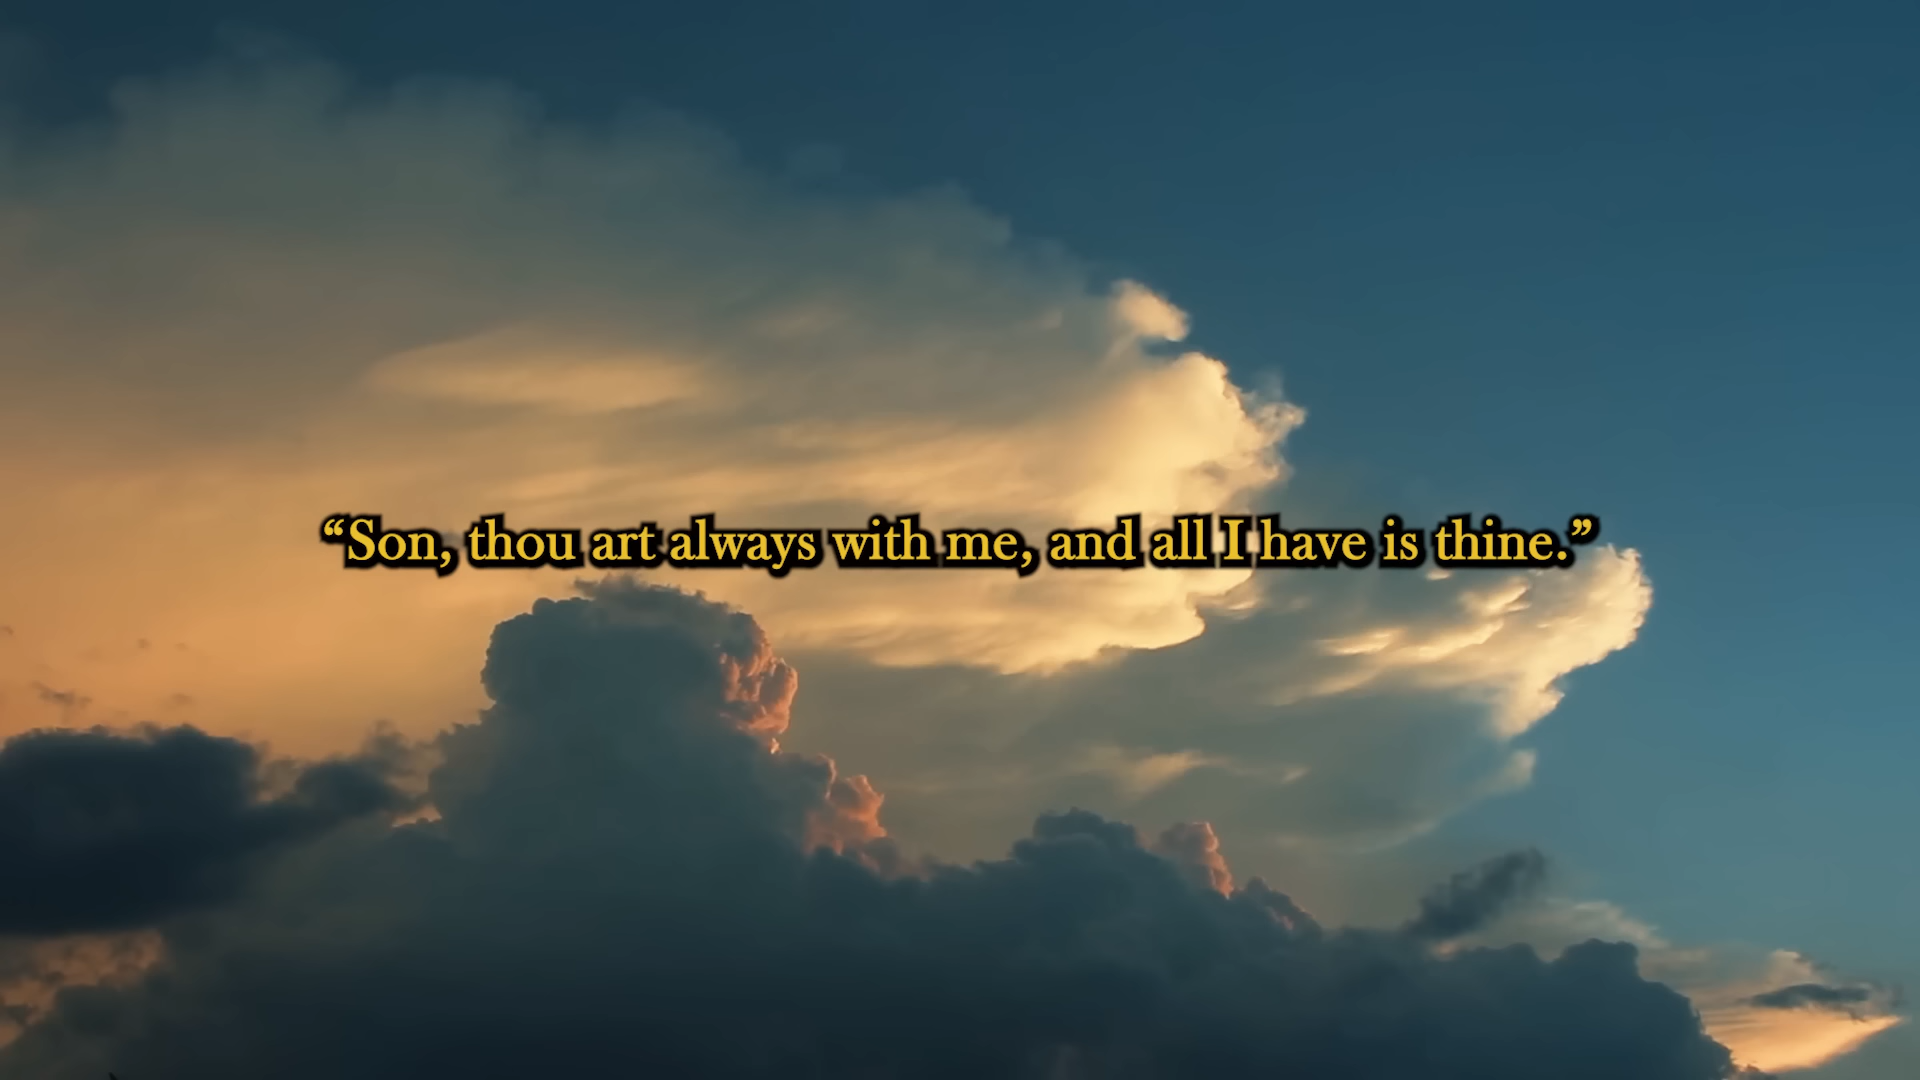 “Son, thou art always with me, and all I have is thine.”